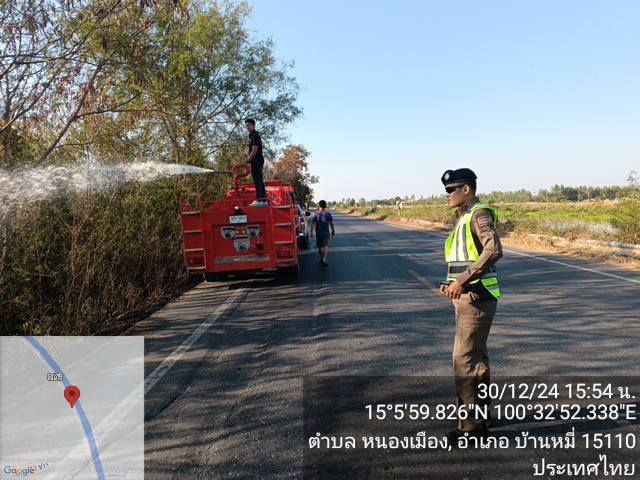 30/12/24 15:54 น.
15°5'59.826"N 100°32'52.338"E
ตำบล หนองเมือง, อำเภอ บ้านหมี่ 15110
ประเทศไทย
Google